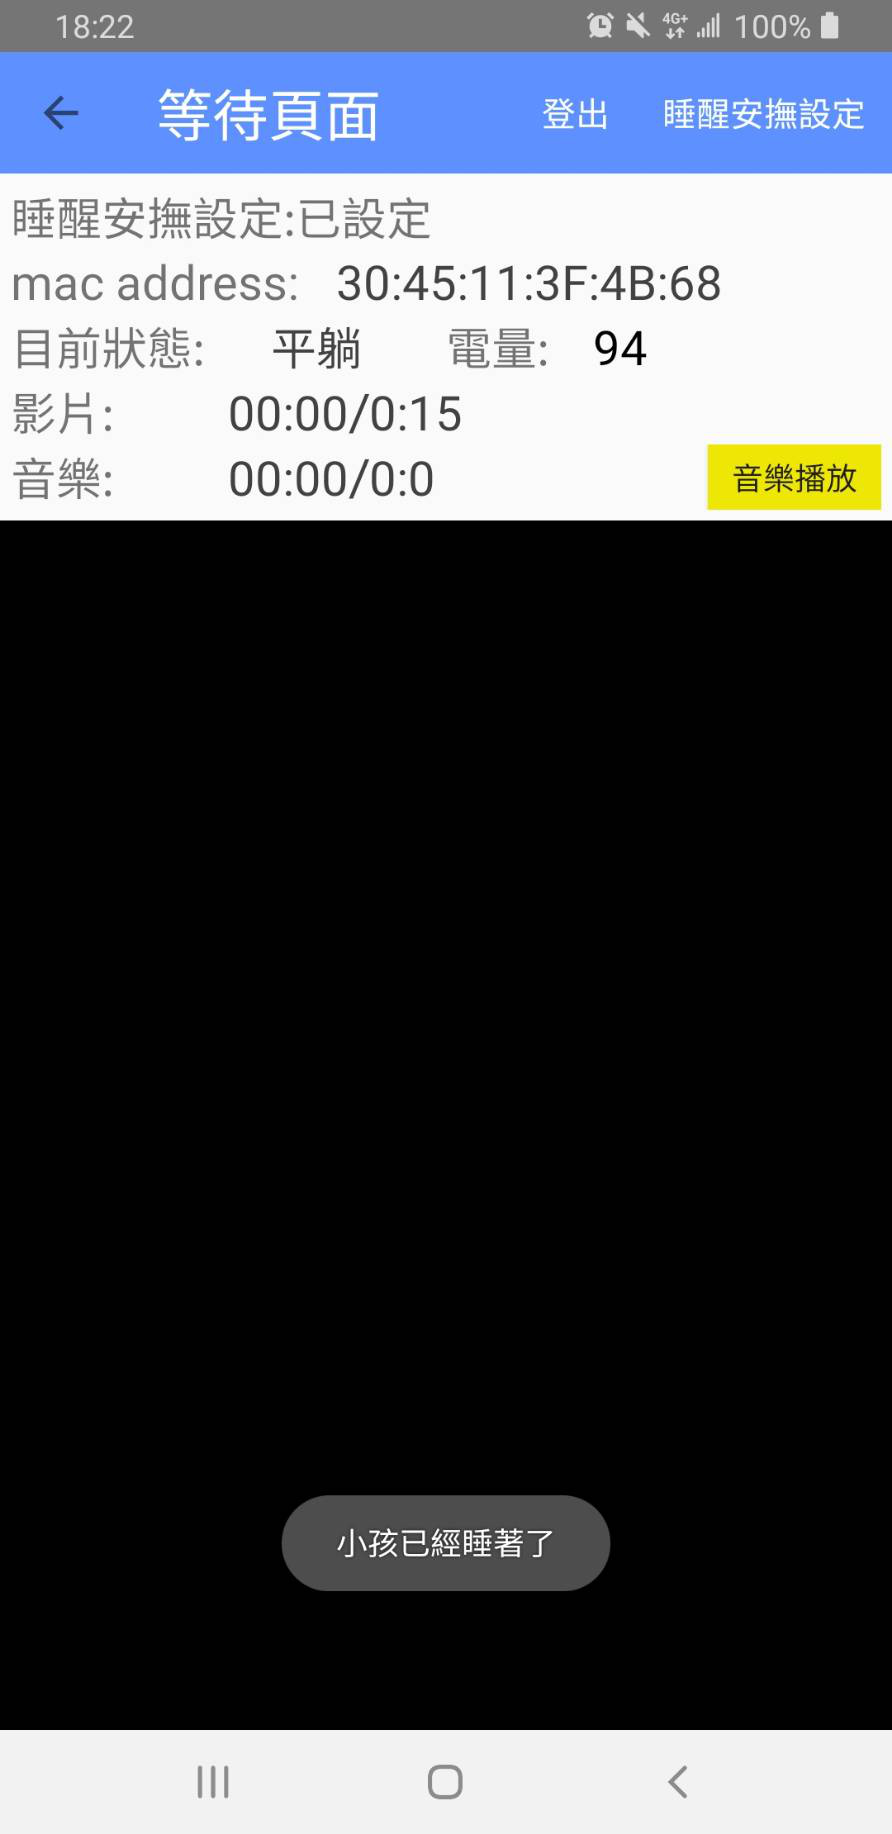 18:22 4G+ 100%
等待頁面 登出 睡醒安撫設定
睡醒安撫設定:已設定
mac address: 30:45:11:3F:4B:68
目前狀態: 平躺 電量: 94
影片: 00:00/0:15
音樂: 00:00/0:0 音樂播放
小孩已經睡著了